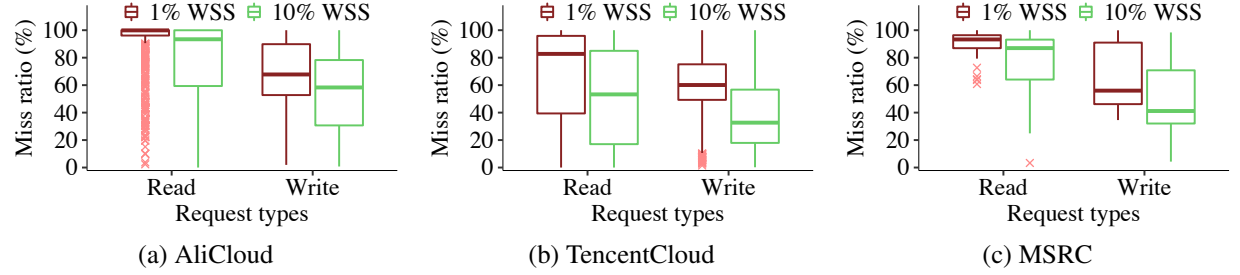 1% WSS 10% WSS
Miss ratio (%)
100
80
60
40
20
0
Read Write
Request types
(a) AliCloud
1% WSS 10% WSS
Miss ratio (%)
100
80
60
40
20
0
Read Write
Request types
(b) TencentCloud
1% WSS 10% WSS
Miss ratio (%)
100
80
60
40
20
0
Read Write
Request types
(c) MSRC